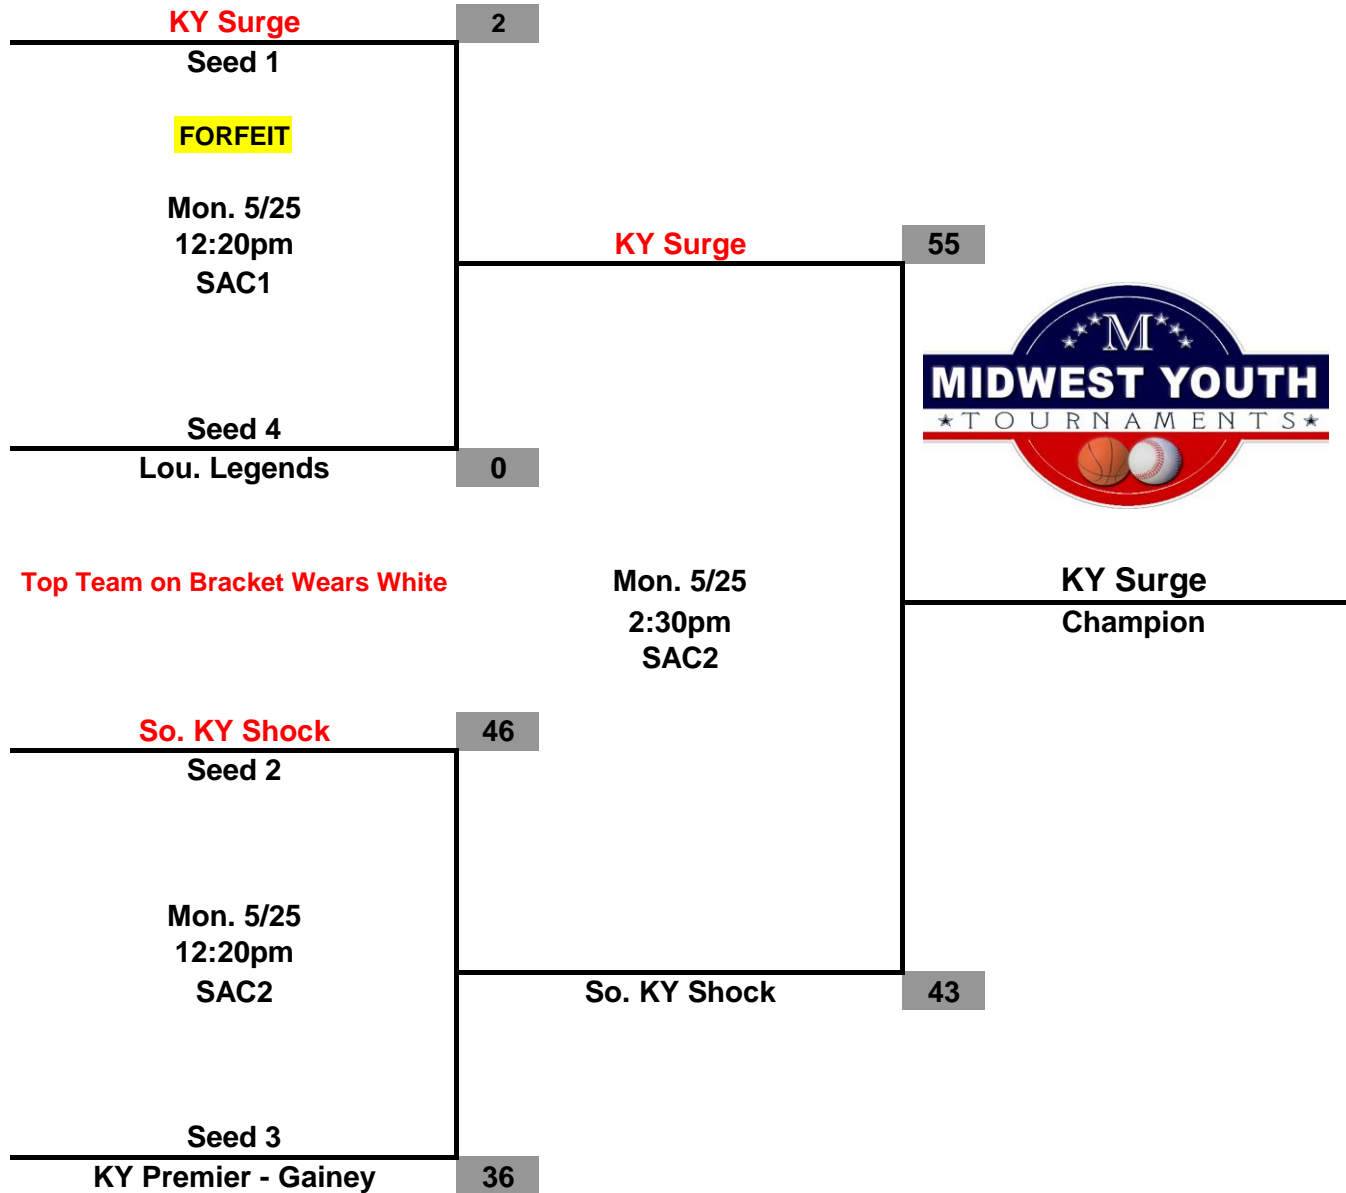 KY Surge 2
Seed 1
FORFEIT
Mon. 5/25
12:20pm
SAC1
KY Surge 55
M
MIDWEST YOUTH
TOURNAMENTS
Seed 4
Lou. Legends 0
Top Team on Bracket Wears White
Mon. 5/25
2:30pm
SAC2
KY Surge
Champion
So. KY Shock 46
Seed 2
Mon. 5/25
12:20pm
SAC2
So. KY Shock 43
Seed 3
KY Premier - Gainey 36